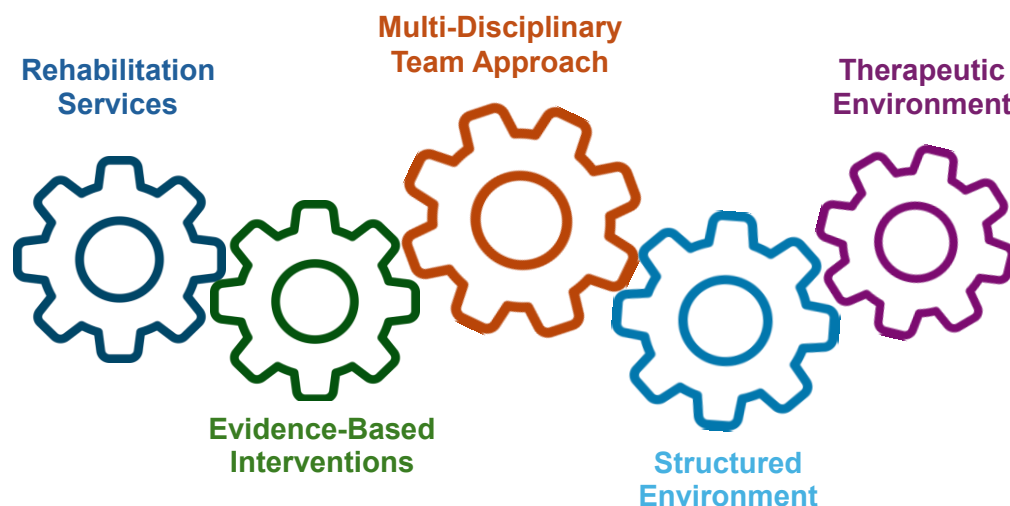 Rehabilitation
Services
Multi-Disciplinary
Team Approach
Therapeutic
Environment
Evidence-Based
Interventions
Structured
Environment